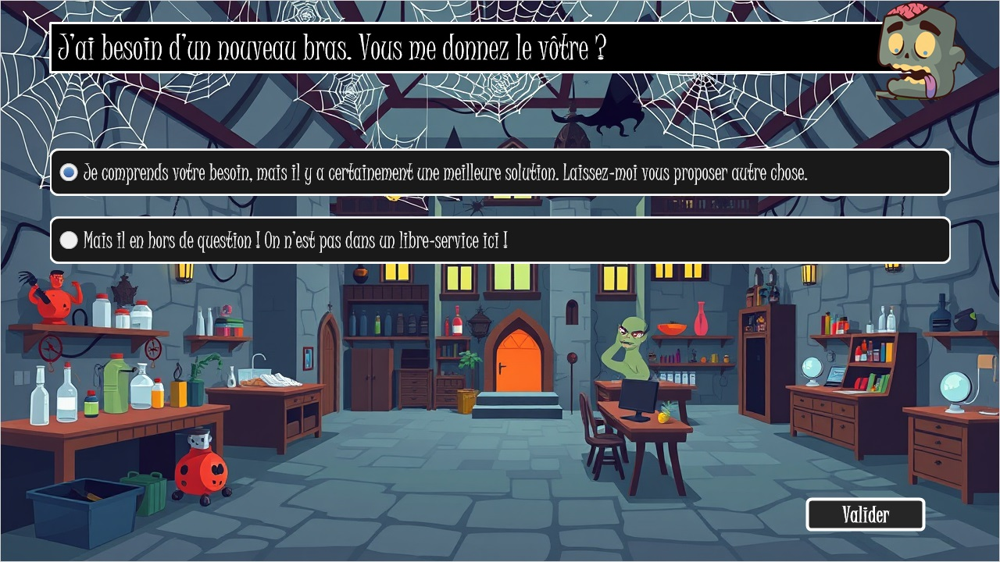 J'ai besoin d'un nouveau bras. Vous me donnez le vôtre ?
Je comprends votre besoin, mais il y a certainement une meilleure solution. Laissez-moi vous proposer autre chose.
Mais il en hors de question ! On n'est pas dans un libre-service ici !
Valider